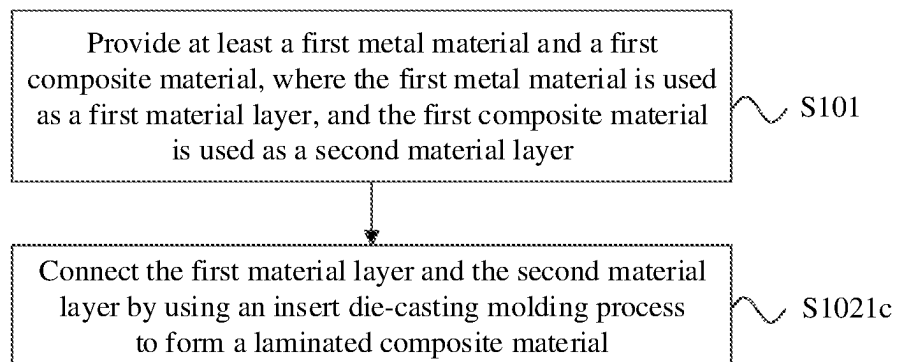 Provide at least a first metal material and a first
composite material, where the first metal material is used
as a first material layer, and the first composite material
is used as a second material layer
S101
Connect the first material layer and the second material
layer by using an insert die-casting molding process
to form a laminated composite material
S1021c